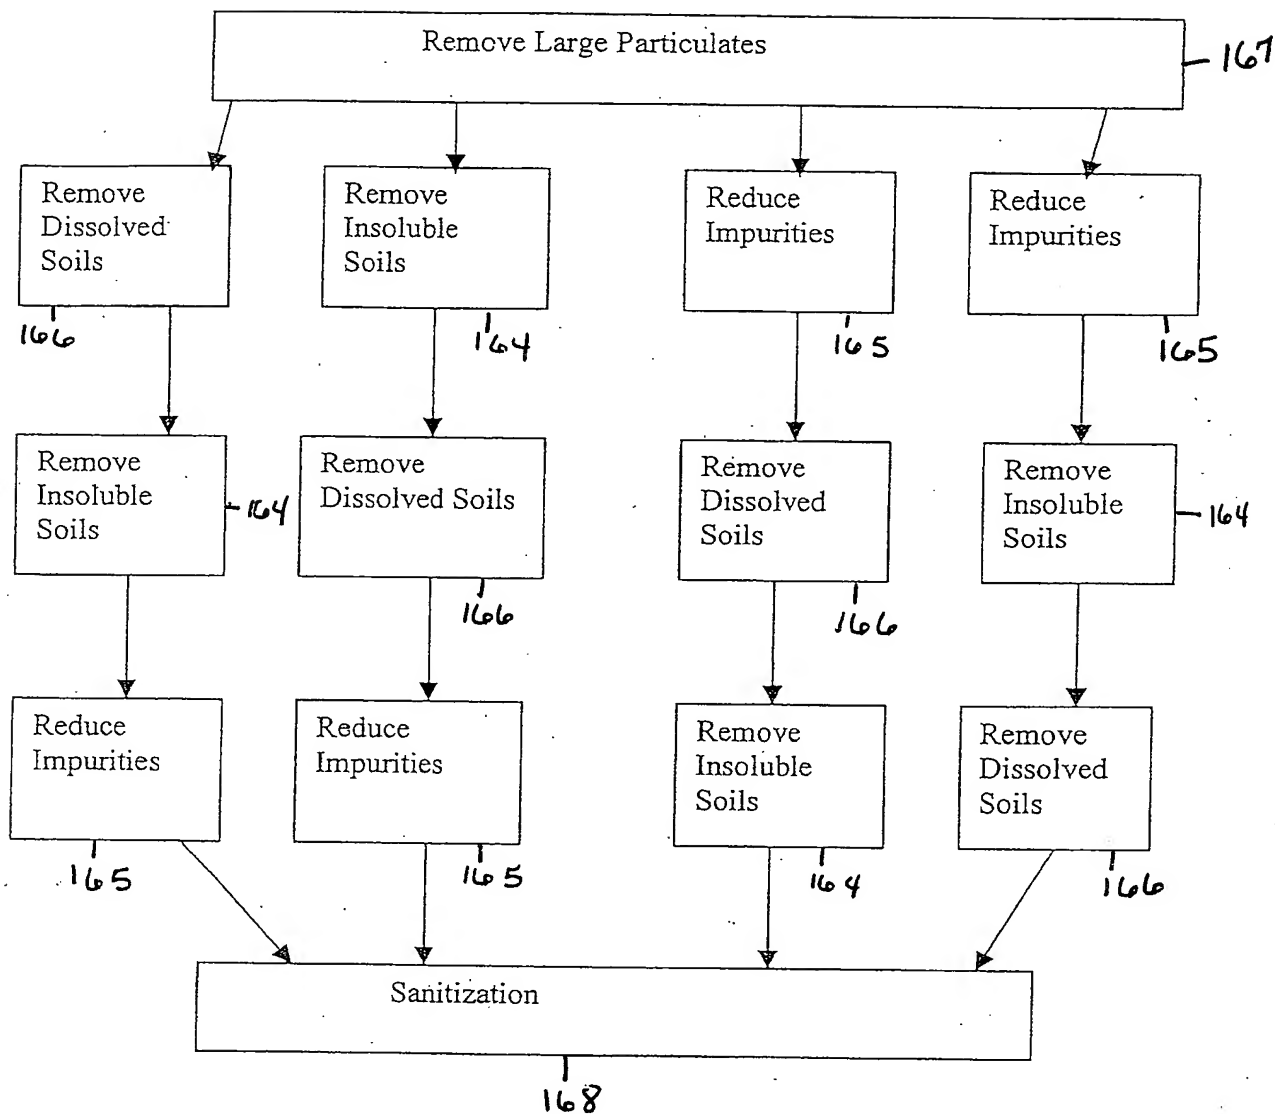 Remove Large Particulates
167
Remove
Dissolved
Soils
166
Remove
Insoluble
Soils
164
Reduce
Impurities
165
Reduce
Impurities
165
Remove
Insoluble
Soils
164
Remove
Dissolved Soils
166
Remove
Dissolved
Soils
166
Remove
Insoluble
Soils
164
Reduce
Impurities
165
Reduce
Impurities
165
Remove
Insoluble
Soils
164
Remove
Dissolved
Soils
166
Sanitization
168